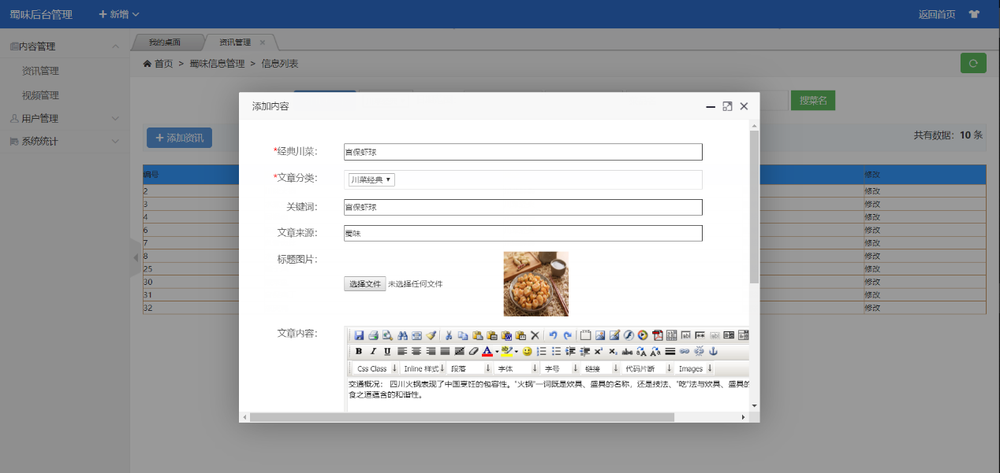 蜀味后台管理 新增 返回首页
内容管理 我的桌面 资讯管理
首页 > 蜀味信息管理 > 信息列表
资讯管理
视频管理
用户管理
系统统计
搜菜名
添加资讯 共有数据：10 条
编号 修改
2 修改
3 修改
4 修改
6 修改
7 修改
8 修改
25 修改
30 修改
31 修改
32 修改
添加内容
*经典川菜： 宫保虾球
*文章分类： 川菜经典
关键词： 宫保虾球
文章来源： 蜀味
标题图片：
选择文件 未选择任何文件
文章内容：
Css Class Inline 样式 段落 字体 字号 链接 代码片断 Images
交通概况： 四川火锅表现了中国烹饪的包容性。"火锅"一词既是炊具、盛具的名称，还是技法、"吃"法与炊具、盛具的
食之道蕴含的和谐性。